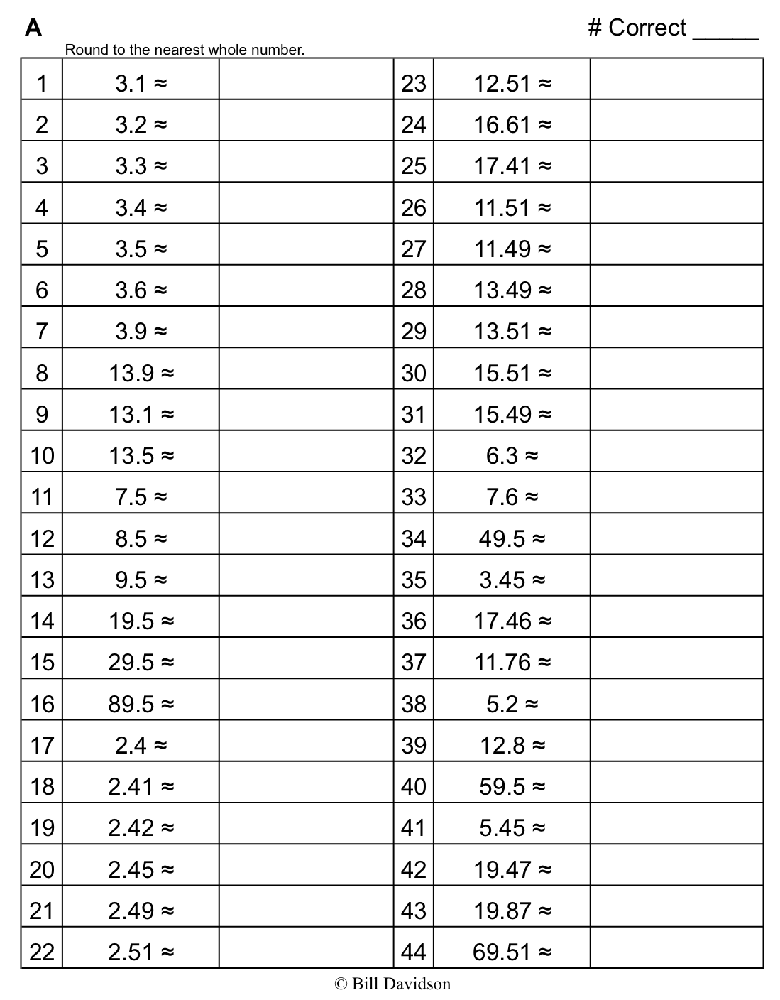 A
# Correct _____
Round to the nearest whole number.
1 3.1 ≈ 23 12.51 ≈
2 3.2 ≈ 24 16.61 ≈
3 3.3 ≈ 25 17.41 ≈
4 3.4 ≈ 26 11.51 ≈
5 3.5 ≈ 27 11.49 ≈
6 3.6 ≈ 28 13.49 ≈
7 3.9 ≈ 29 13.51 ≈
8 13.9 ≈ 30 15.51 ≈
9 13.1 ≈ 31 15.49 ≈
10 13.5 ≈ 32 6.3 ≈
11 7.5 ≈ 33 7.6 ≈
12 8.5 ≈ 34 49.5 ≈
13 9.5 ≈ 35 3.45 ≈
14 19.5 ≈ 36 17.46 ≈
15 29.5 ≈ 37 11.76 ≈
16 89.5 ≈ 38 5.2 ≈
17 2.4 ≈ 39 12.8 ≈
18 2.41 ≈ 40 59.5 ≈
19 2.42 ≈ 41 5.45 ≈
20 2.45 ≈ 42 19.47 ≈
21 2.49 ≈ 43 19.87 ≈
22 2.51 ≈ 44 69.51 ≈
© Bill Davidson